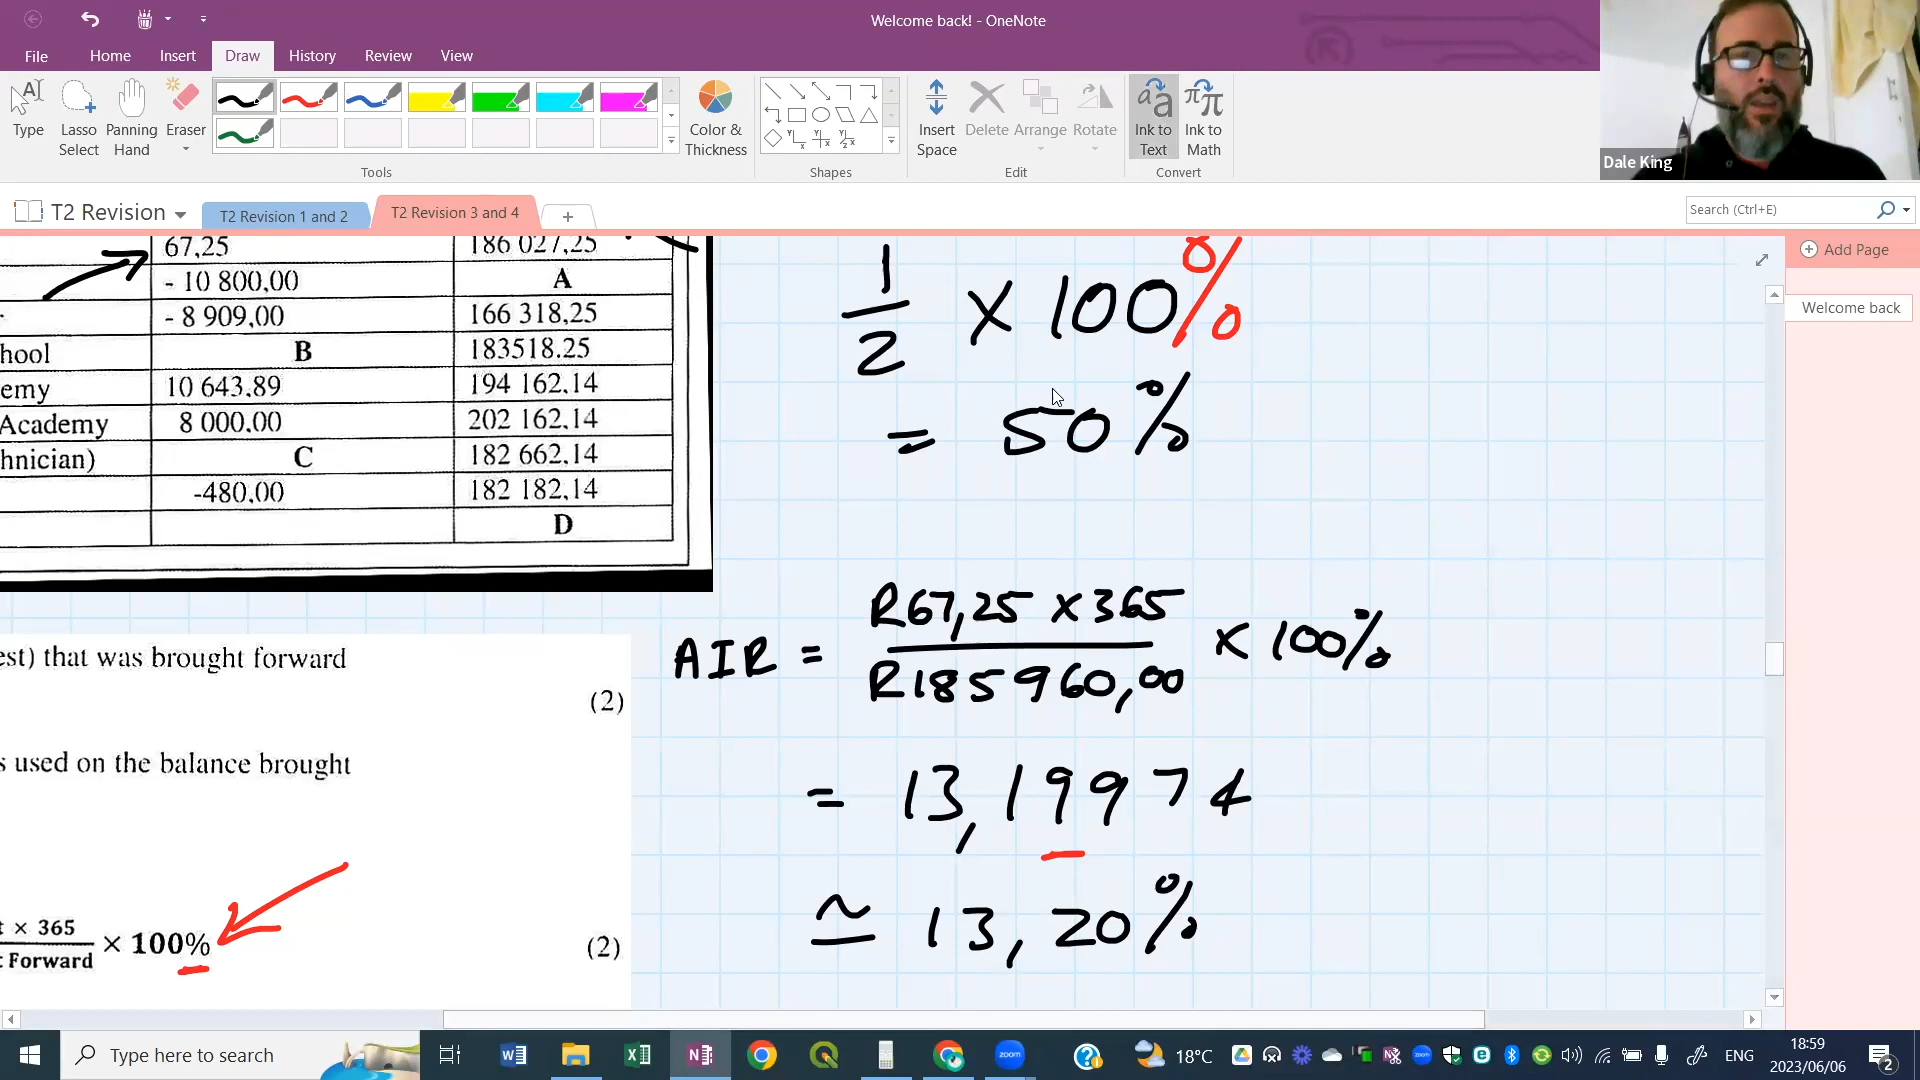 Welcome back! - OneNote
File
Home
Insert
Draw
History
Review
View
Type
Lasso Select
Panning Hand
Eraser
Color & Thickness
Insert Space
Delete
Arrange
Rotate
Ink to Text
Ink to Math
Tools
Shapes
Edit
Convert
Dale King
T2 Revision
T2 Revision 1 and 2
T2 Revision 3 and 4
Search (Ctrl+E)
Add Page
Welcome back
67,25 186 027,25
- 10 800,00 A
- 8 909,00 166 318,25
hool B 183518.25
emy 10 643,89 194 162,14
Academy 8 000,00 202 162,14
hnician) C 182 662,14
-480,00 182 182,14
D
1/2 × 100%
= 50%
est) that was brought forward
(2)
s used on the balance brought
t × 365
Forward × 100%
(2)
AIR = R67,25 × 365 / R185960,00 × 100%
= 13,19974
≃ 13,20%
Type here to search
18°C
ENG
18:59
2023/06/06
2